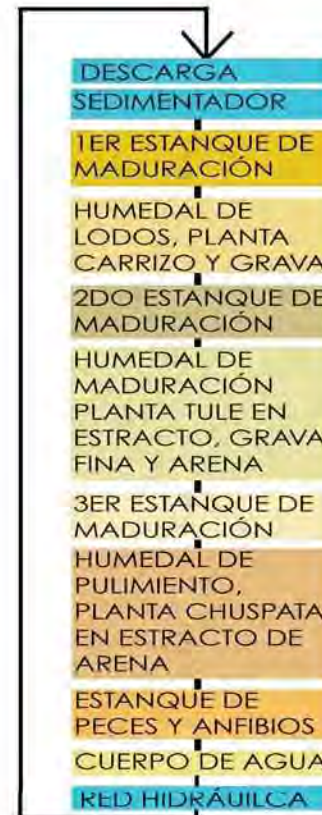 DESCARGA
SEDIMENTADOR
1ER ESTANQUE DE
MADURACIÓN
HUMEDAL DE
LODOS, PLANTA
CARRIZO Y GRAVA
2DO ESTANQUE DE
MADURACIÓN
HUMEDAL DE
MADURACIÓN
PLANTA TULE EN
ESTRACTO, GRAVA
FINA Y ARENA
3ER ESTANQUE DE
MADURACIÓN
HUMEDAL DE
PULIMIENTO,
PLANTA CHUSPATA
EN ESTRACTO DE
ARENA
ESTANQUE DE
PECES Y ANFIBIOS
CUERPO DE AGUA
RED HIDRÁUILCA